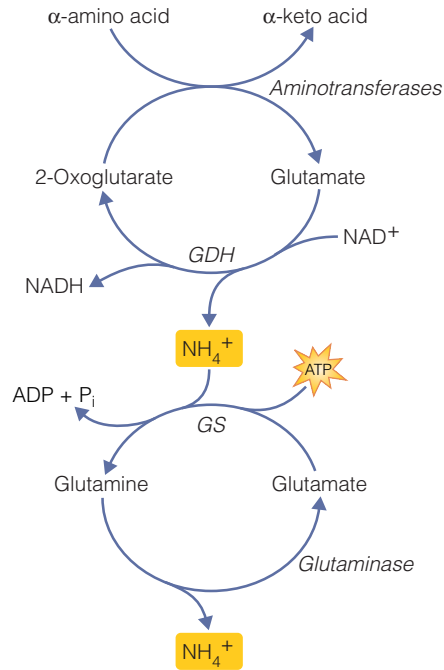 α-amino acid
α-keto acid
Aminotransferases
2-Oxoglutarate
Glutamate
GDH
NAD⁺
NADH
NH₄⁺
ATP
ADP + Pᵢ
GS
Glutamine
Glutamate
Glutaminase
NH₄⁺